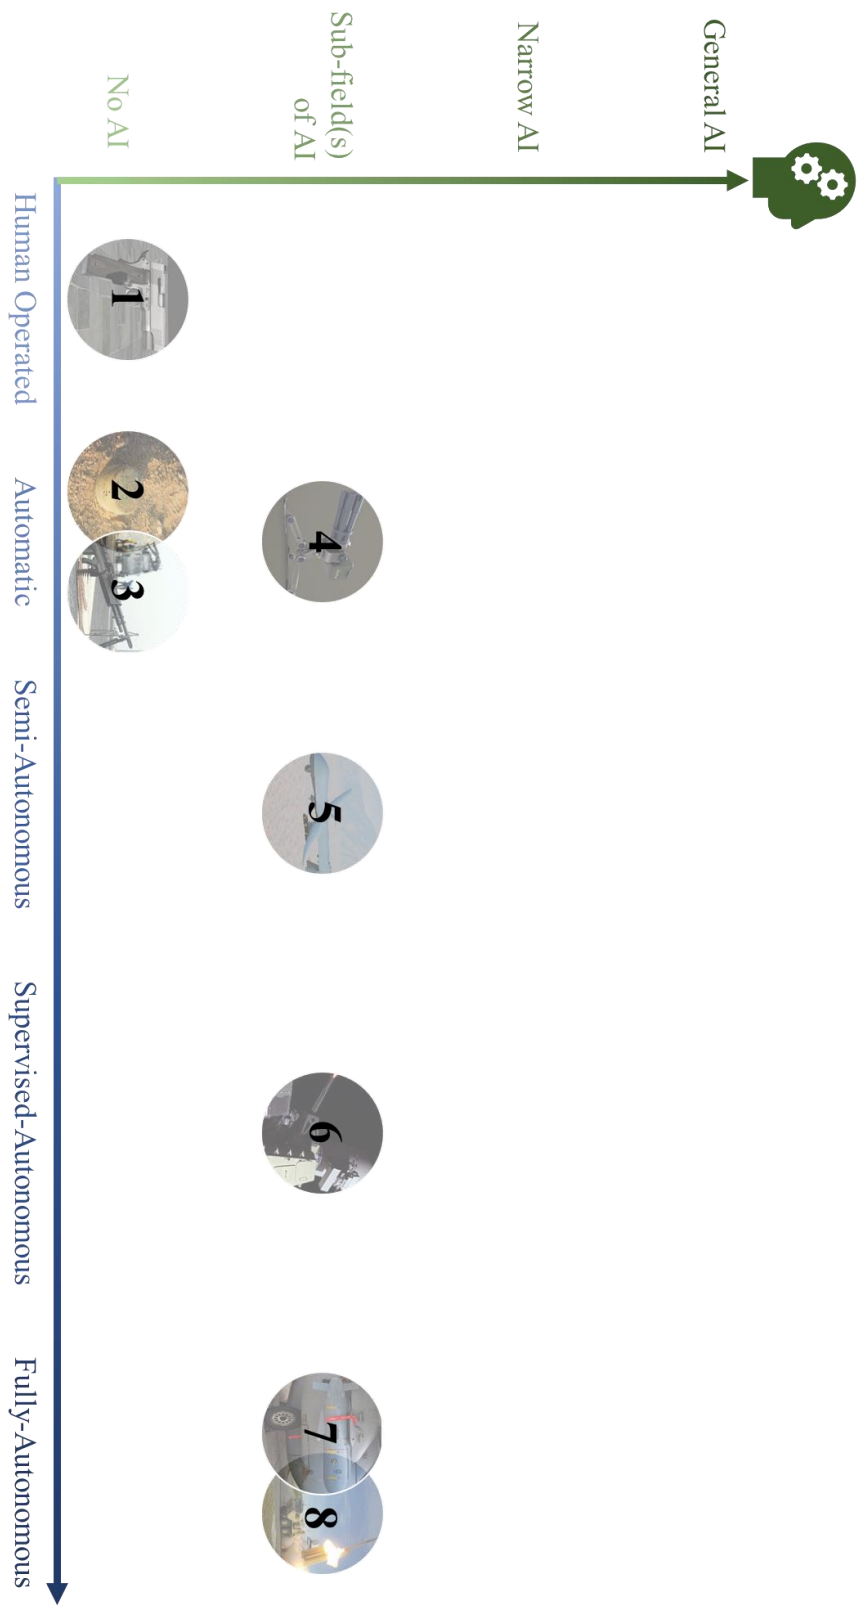 General AI
Narrow AI
Sub-field(s)
of AI
No AI
1
2
3
4
5
6
7
8
Human Operated
Automatic
Semi-Autonomous
Supervised-Autonomous
Fully-Autonomous